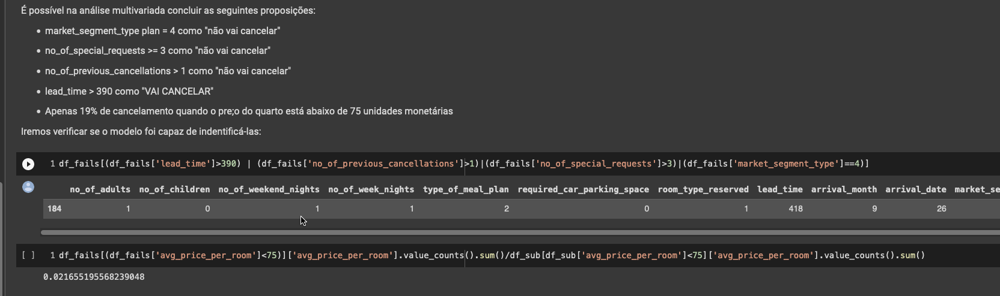 É possível na análise multivariada concluir as seguintes proposições:
• market_segment_type plan = 4 como "não vai cancelar"
• no_of_special_requests >= 3 como "não vai cancelar"
• no_of_previous_cancellations > 1 como "não vai cancelar"
• lead_time > 390 como "VAI CANCELAR"
• Apenas 19% de cancelamento quando o pre;o do quarto está abaixo de 75 unidades monetárias
Iremos verificar se o modelo foi capaz de indentificá-las:
1 df_fails[(df_fails['lead_time']>390) | (df_fails['no_of_previous_cancellations']>1)|(df_fails['no_of_special_requests']>3)|(df_fails['market_segment_type']==4)]
no_of_adults no_of_children no_of_weekend_nights no_of_week_nights type_of_meal_plan required_car_parking_space room_type_reserved lead_time arrival_month arrival_date market_se
184 1 0 1 1 2 0 1 418 9 26
[ ] 1 df_fails[(df_fails['avg_price_per_room']<75)]['avg_price_per_room'].value_counts().sum()/df_sub[df_sub['avg_price_per_room']<75]['avg_price_per_room'].value_counts().sum()
0.021655195568239048